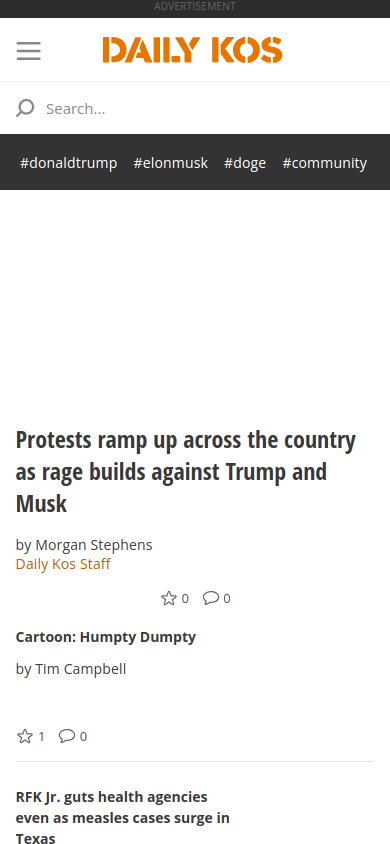 ADVERTISEMENT
DAILY KOS
Search...
#donaldtrump #elonmusk #doge #community
Protests ramp up across the country
as rage builds against Trump and
Musk
by Morgan Stephens
Daily Kos Staff
0 0
Cartoon: Humpty Dumpty
by Tim Campbell
1 0
RFK Jr. guts health agencies
even as measles cases surge in
Texas